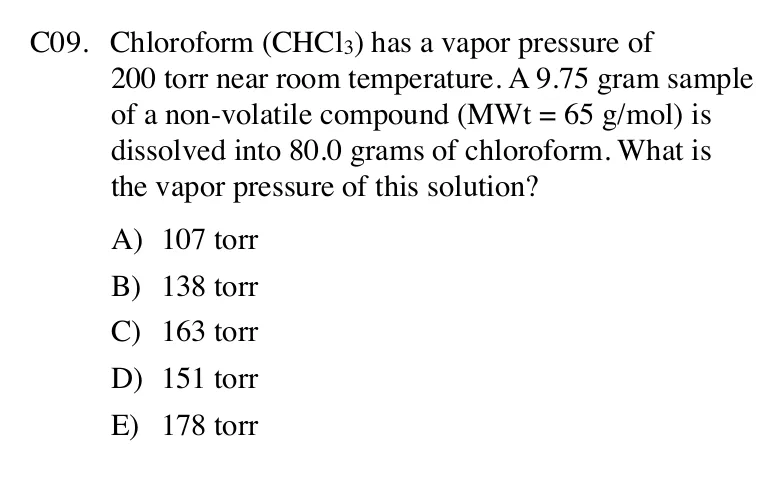 C09. Chloroform (CHCl₃) has a vapor pressure of
200 torr near room temperature. A 9.75 gram sample
of a non-volatile compound (MWt = 65 g/mol) is
dissolved into 80.0 grams of chloroform. What is
the vapor pressure of this solution?
A) 107 torr
B) 138 torr
C) 163 torr
D) 151 torr
E) 178 torr